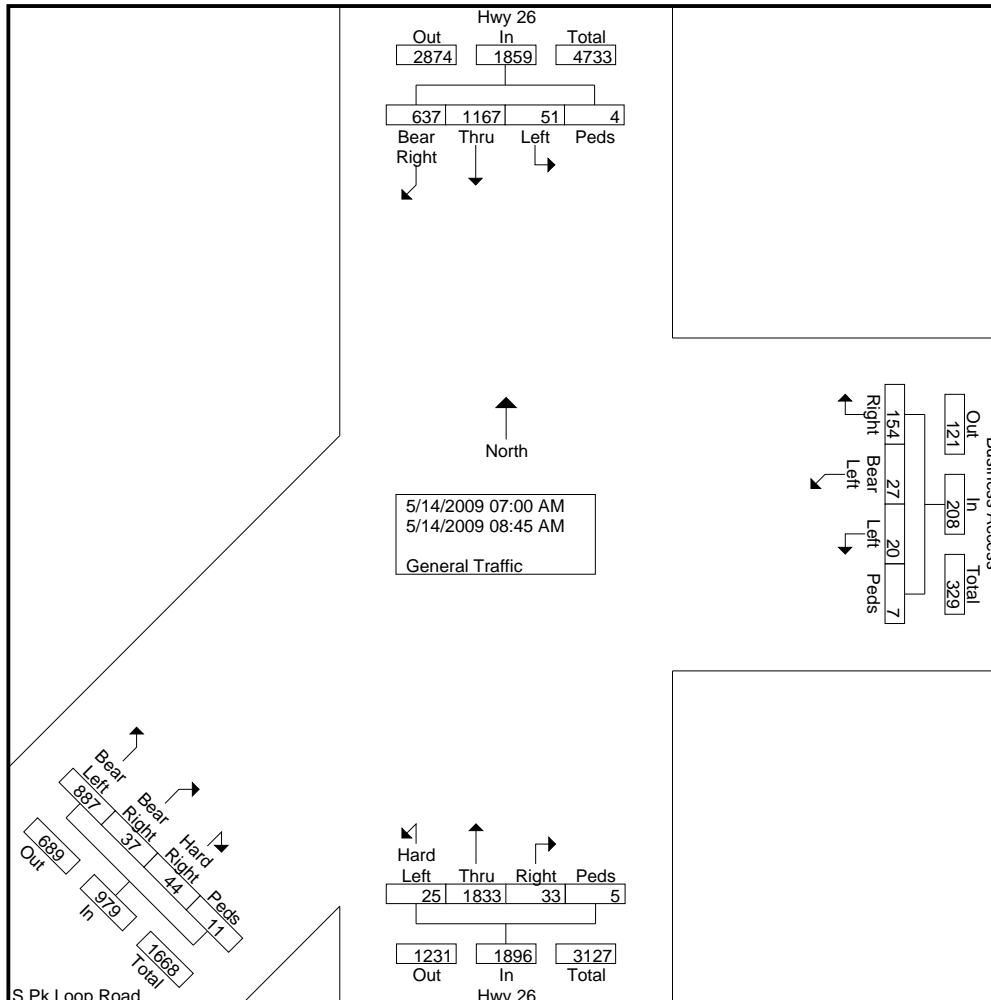 Hwy 26
Out In Total
2874 1859 4733
637 1167 51 4
Bear Thru Left Peds
Right
North
5/14/2009 07:00 AM
5/14/2009 08:45 AM
General Traffic
Business Access
Out In Total
121 208 329
154 27 20 7
Right Bear Left Peds
Left
Bear Bear Hard Peds
Left Right Right
887 37 44 11
689 979 1668
Out In Total
S Pk Loop Road
Hard
Left Thru Right Peds
25 1833 33 5
1231 1896 3127
Out In Total
Hwy 26